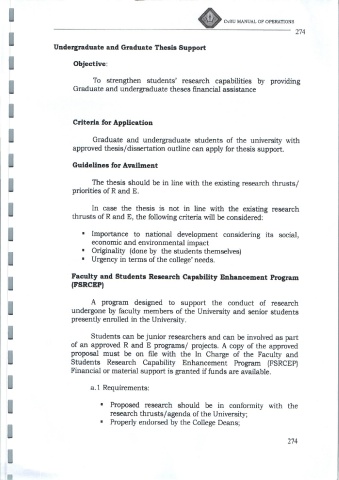 CvSU MANUAL OF OPERATIONS
274
Undergraduate and Graduate Thesis Support
Objective:
To strengthen students' research capabilities by providing
Graduate and undergraduate theses financial assistance
Criteria for Application
Graduate and undergraduate students of the university with
approved thesis/dissertation outline can apply for thesis support.
Guidelines for Availment
The thesis should be in line with the existing research thrusts/
priorities of R and E.
In case the thesis is not in line with the existing research
thrusts of R and E, the following criteria will be considered:
• Importance to national development considering its social,
economic and environmental impact
• Originality (done by the students themselves)
• Urgency in terms of the college' needs.
Faculty and Students Research Capability Enhancement Program
(FSRCEP)
A program designed to support the conduct of research
undergone by faculty members of the University and senior students
presently enrolled in the University.
Students can be junior researchers and can be involved as part
of an approved R and E programs/ projects. A copy of the approved
proposal must be on file with the In Charge of the Faculty and
Students Research Capability Enhancement Program (FSRCEP)
Financial or material support is granted if funds are available.
a.1 Requirements:
• Proposed research should be in conformity with the
research thrusts/agenda of the University;
• Properly endorsed by the College Deans;
274